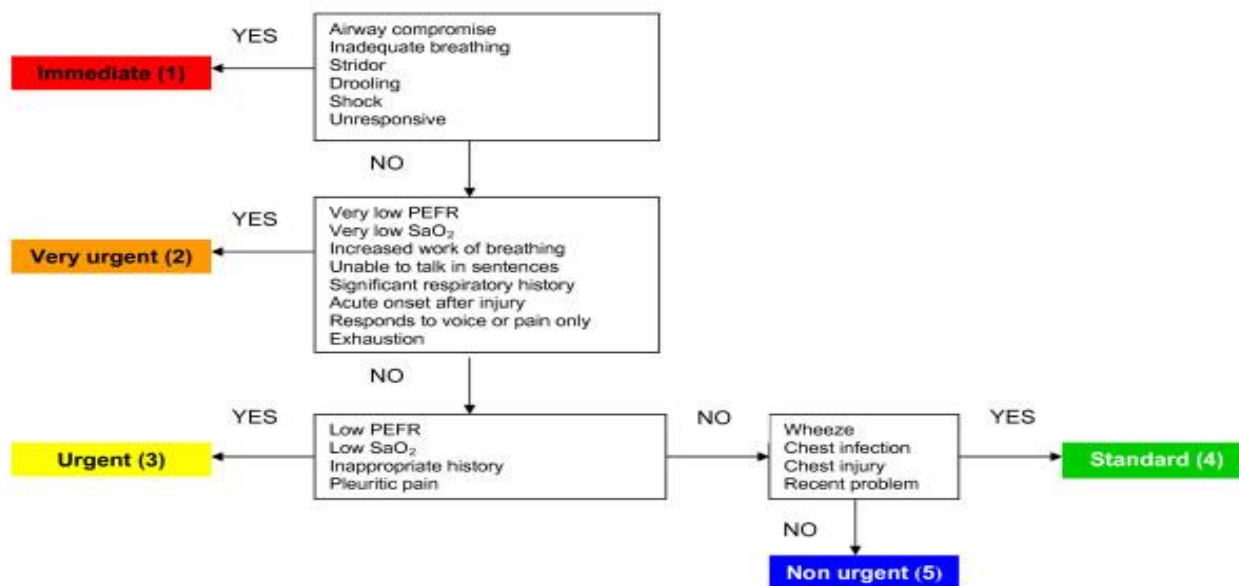 YES
Airway compromise
Inadequate breathing
Stridor
Drooling
Shock
Unresponsive
Immediate (1)
NO
YES
Very low PEFR
Very low SaO₂
Increased work of breathing
Unable to talk in sentences
Significant respiratory history
Acute onset after injury
Responds to voice or pain only
Exhaustion
Very urgent (2)
NO
YES
Low PEFR
Low SaO₂
Inappropriate history
Pleuritic pain
Urgent (3)
NO
Wheeze
Chest infection
Chest injury
Recent problem
YES
Standard (4)
NO
Non urgent (5)